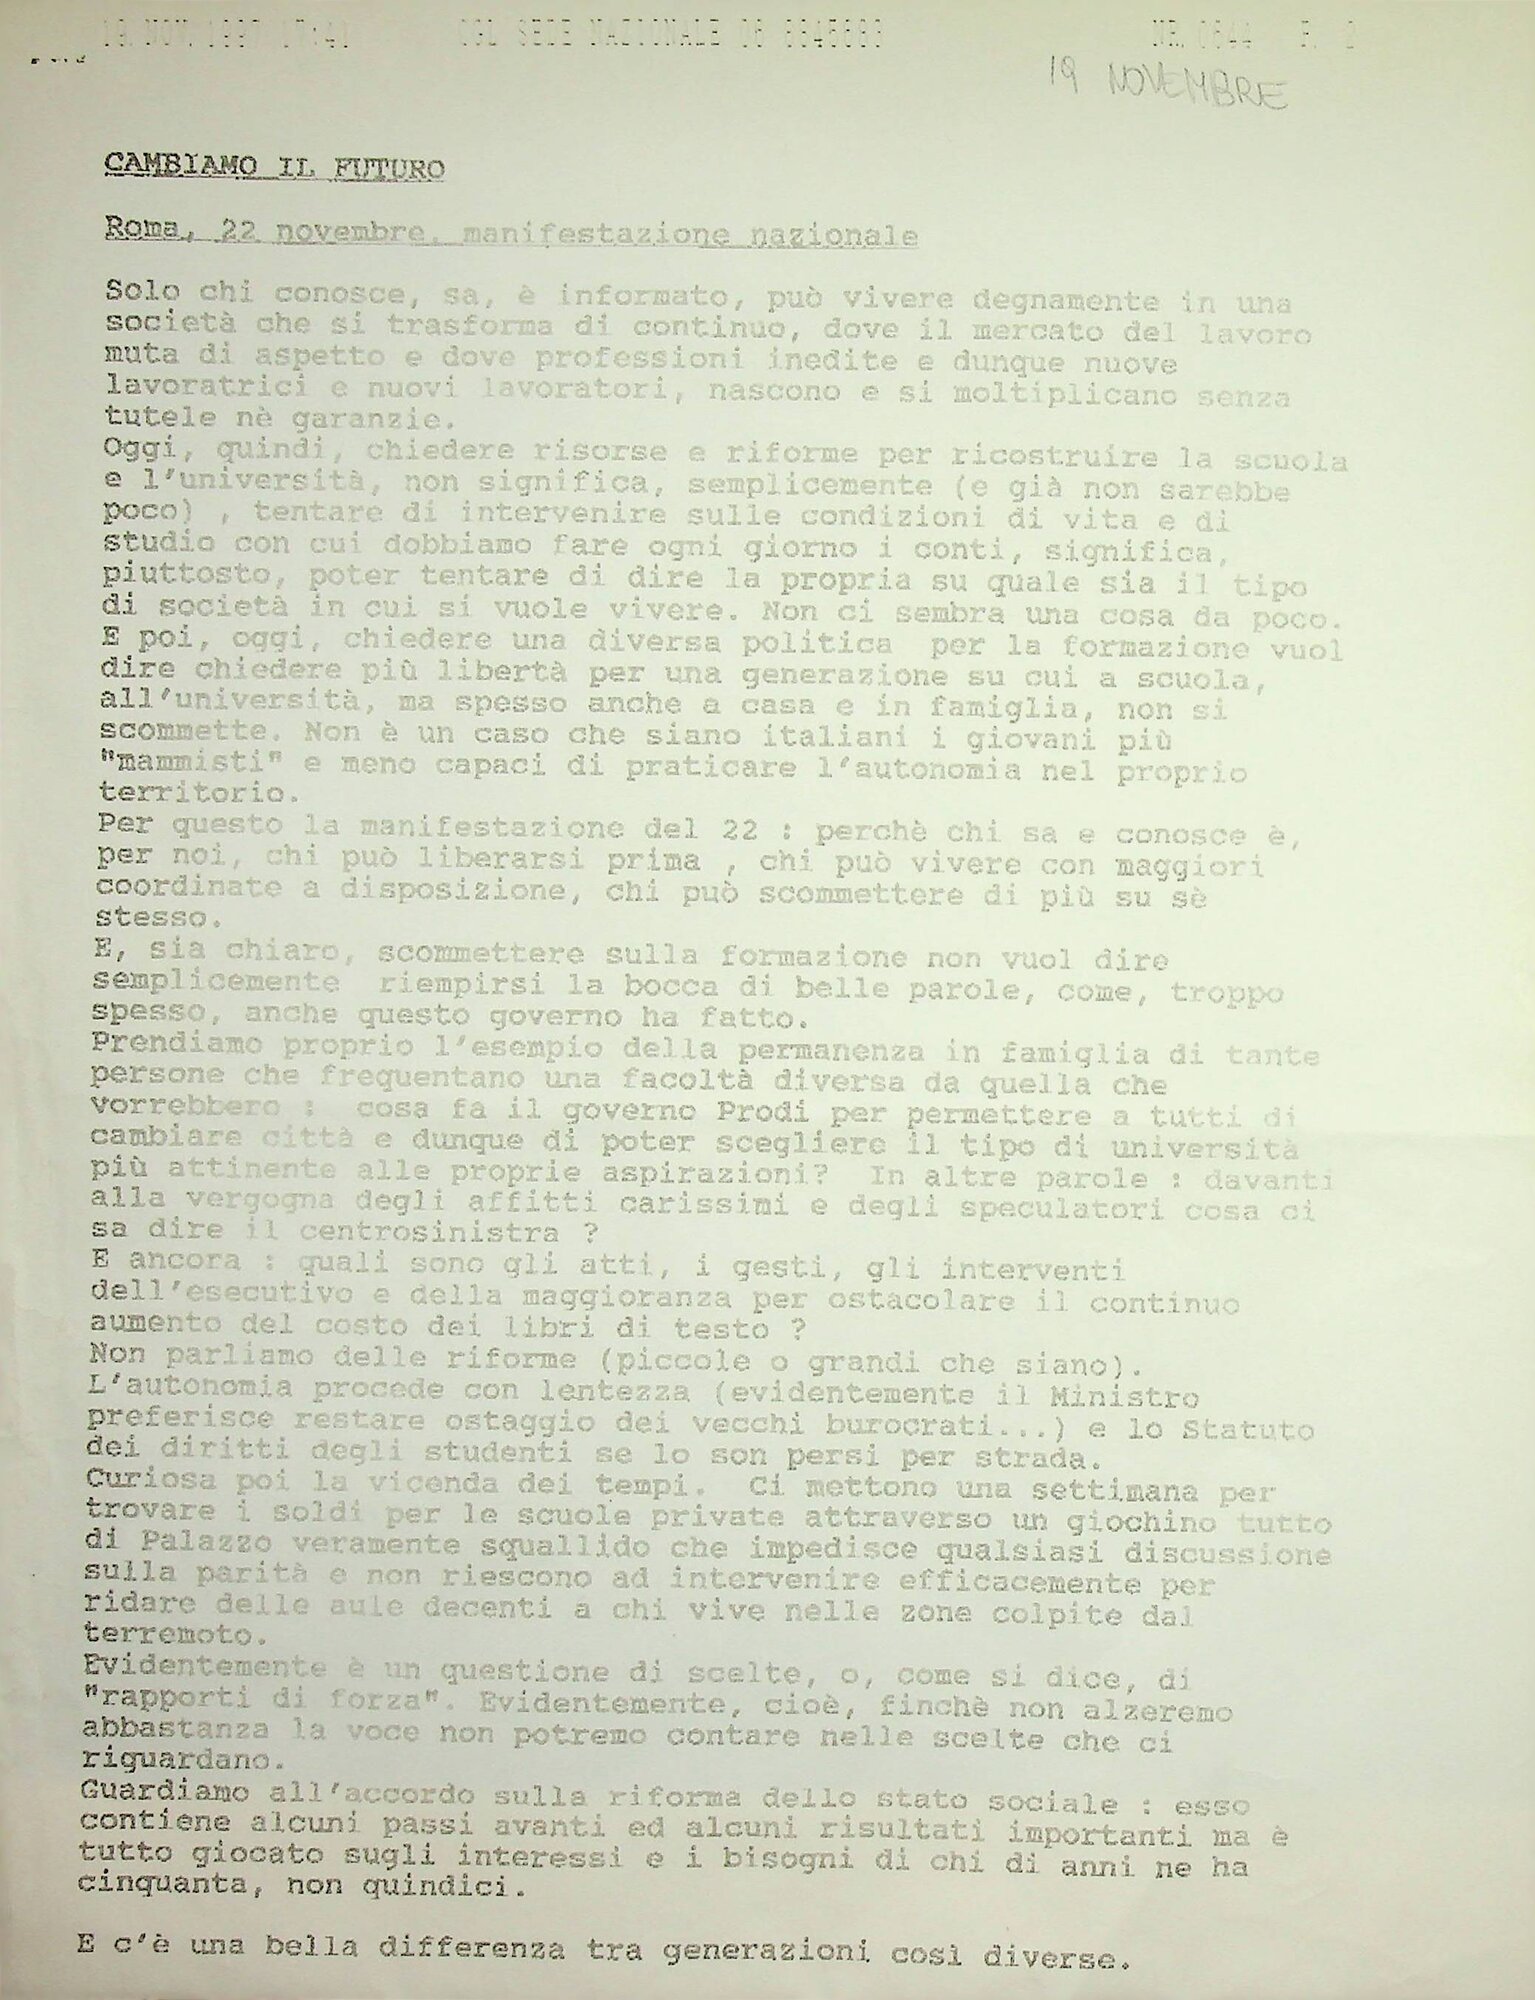 NOV. 1997 17:41 SEDE NAZIONALE 06 P. 2
19 NOVEMBRE
CAMBIAMO IL FUTURO
Roma, 22 novembre, manifestazione nazionale
Solo chi conosce, sa, è informato, può vivere degnamente in una
società che si trasforma di continuo, dove il mercato del lavoro
muta di aspetto e dove professioni inedite e dunque nuove
lavoratrici e nuovi lavoratori, nascono e si moltiplicano senza
tutele nè garanzie.
Oggi, quindi, chiedere risorse e riforme per ricostruire la scuola
e l'università, non significa, semplicemente (e già non sarebbe
poco) , tentare di intervenire sulle condizioni di vita e di
studio con cui dobbiamo fare ogni giorno i conti, significa,
piuttosto, poter tentare di dire la propria su quale sia il tipo
di società in cui si vuole vivere. Non ci sembra una cosa da poco.
E poi, oggi, chiedere una diversa politica  per la formazione vuol
dire chiedere più libertà per una generazione su cui a scuola,
all'università, ma spesso anche a casa e in famiglia, non si
scommette. Non è un caso che siano italiani i giovani più
"mammisti" e meno capaci di praticare l'autonomia nel proprio
territorio.
Per questo la manifestazione del 22 : perchè chi sa e conosce è,
per noi, chi può liberarsi prima , chi può vivere con maggiori
coordinate a disposizione, chi può scommettere di più su sè
stesso.
E, sia chiaro, scommettere sulla formazione non vuol dire
semplicemente  riempirsi la bocca di belle parole, come, troppo
spesso, anche questo governo ha fatto.
Prendiamo proprio l'esempio della permanenza in famiglia di tante
persone che frequentano una facoltà diversa da quella che
vorrebbero :  cosa fa il governo Prodi per permettere a tutti di
cambiare città e dunque di poter scegliere il tipo di università
più attinente alle proprie aspirazioni?  In altre parole : davanti
alla vergogna degli affitti carissimi e degli speculatori cosa ci
sa dire il centrosinistra ?
E ancora : quali sono gli atti, i gesti, gli interventi
dell'esecutivo e della maggioranza per ostacolare il continuo
aumento del costo dei libri di testo ?
Non parliamo delle riforme (piccole o grandi che siano).
L'autonomia procede con lentezza (evidentemente il Ministro
preferisce restare ostaggio dei vecchi burocrati...) e lo Statuto
dei diritti degli studenti se lo son persi per strada.
Curiosa poi la vicenda dei tempi.  Ci mettono una settimana per
trovare i soldi per le scuole private attraverso un giochino tutto
di Palazzo veramente squallido che impedisce qualsiasi discussione
sulla parità e non riescono ad intervenire efficacemente per
ridare delle aule decenti a chi vive nelle zone colpite dal
terremoto.
Evidentemente è un questione di scelte, o, come si dice, di
"rapporti di forza". Evidentemente, cioè, finchè non alzeremo
abbastanza la voce non potremo contare nelle scelte che ci
riguardano.
Guardiamo all'accordo sulla riforma dello stato sociale : esso
contiene alcuni passi avanti ed alcuni risultati importanti ma è
tutto giocato sugli interessi e i bisogni di chi di anni ne ha
cinquanta, non quindici.
E c'è una bella differenza tra generazioni così diverse.